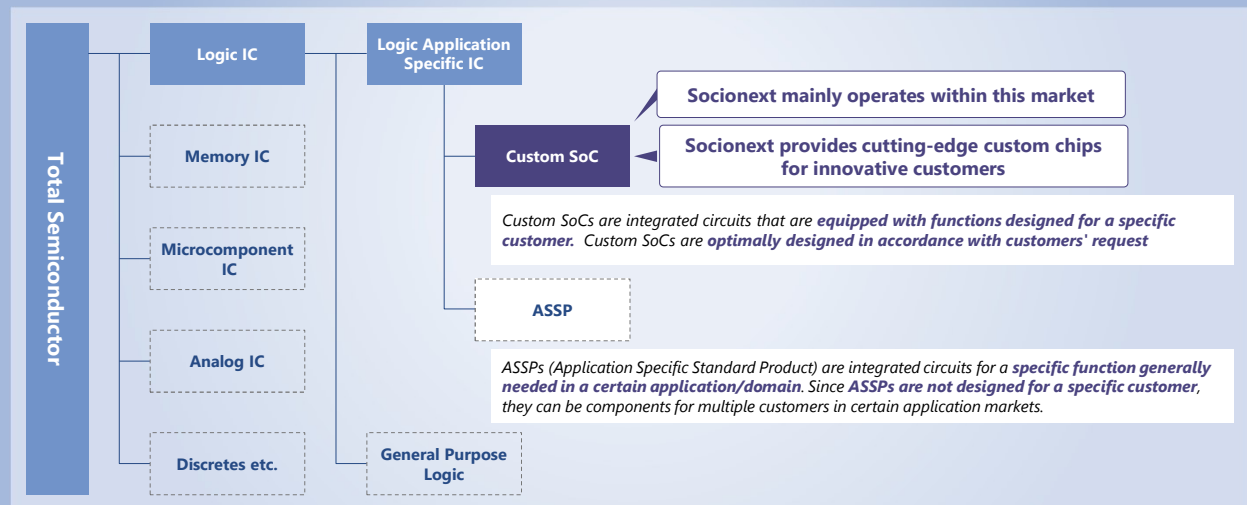 Total Semiconductor
Logic IC
Logic Application
Specific IC
Socionext mainly operates within this market
Memory IC
Custom SoC
Socionext provides cutting-edge custom chips
for innovative customers
Custom SoCs are integrated circuits that are equipped with functions designed for a specific
customer. Custom SoCs are optimally designed in accordance with customers' request
Microcomponent
IC
ASSP
Analog IC
ASSPs (Application Specific Standard Product) are integrated circuits for a specific function generally
needed in a certain application/domain. Since ASSPs are not designed for a specific customer,
they can be components for multiple customers in certain application markets.
Discretes etc.
General Purpose
Logic